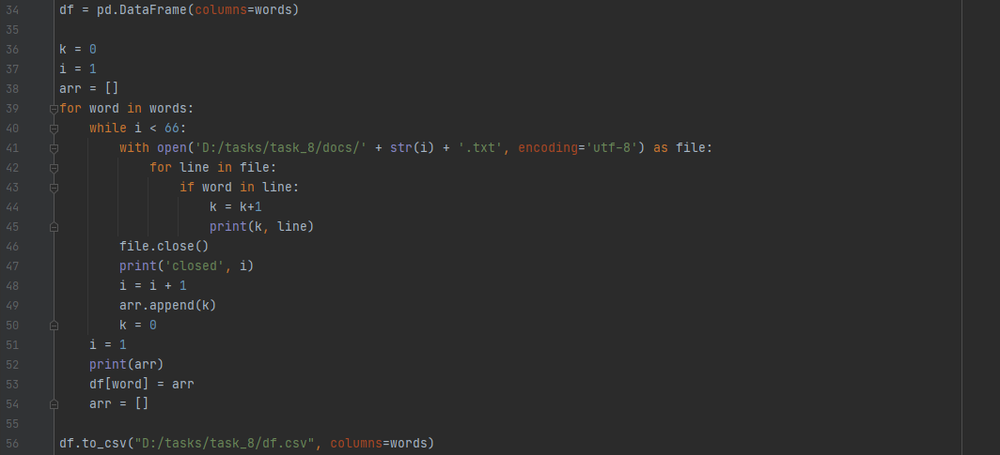 34 df = pd.DataFrame(columns=words)
35
36 k = 0
37 i = 1
38 arr = []
39 for word in words:
40     while i < 66:
41         with open('D:/tasks/task_8/docs/' + str(i) + '.txt', encoding='utf-8') as file:
42             for line in file:
43                 if word in line:
44                     k = k+1
45                     print(k, line)
46         file.close()
47         print('closed', i)
48         i = i + 1
49         arr.append(k)
50         k = 0
51     i = 1
52     print(arr)
53     df[word] = arr
54     arr = []
55
56 df.to_csv("D:/tasks/task_8/df.csv", columns=words)